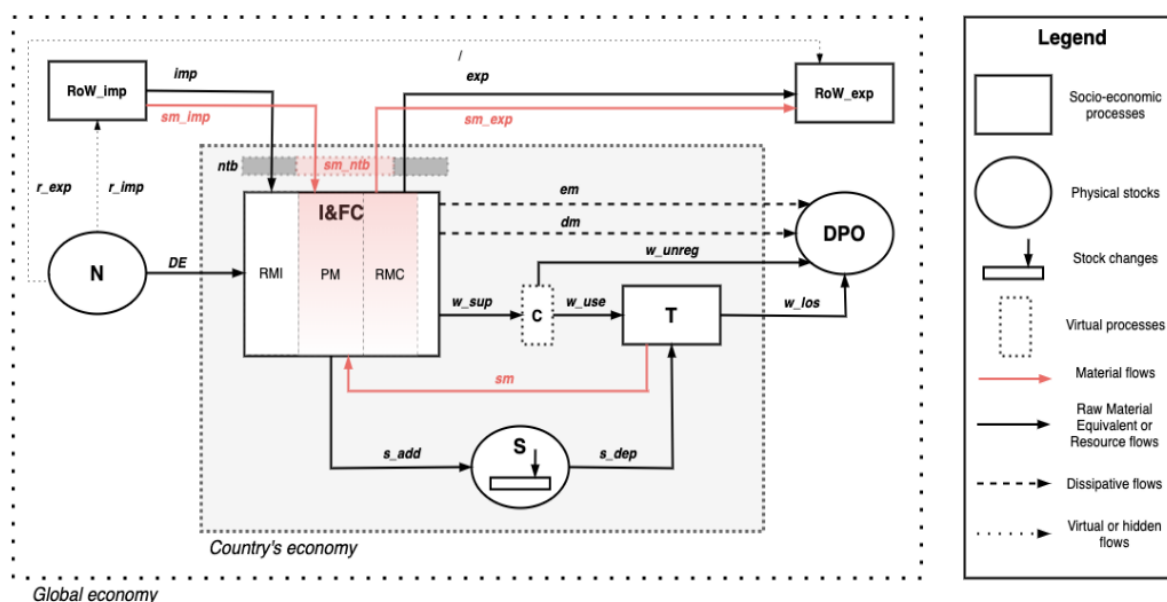 /
imp
exp
RoW_imp
RoW_exp
sm_imp
sm_exp
ntb
sm_ntb
r_exp
r_imp
I&FC
em
dm
DPO
N
DE
RMI
PM
RMC
w_unreg
w_sup
C
w_use
T
w_los
sm
S
s_add
s_dep
Country's economy
Global economy
Legend
Socio-economic
processes
Physical stocks
Stock changes
Virtual processes
Material flows
Raw Material
Equivalent or
Resource flows
Dissipative flows
Virtual or hidden
flows